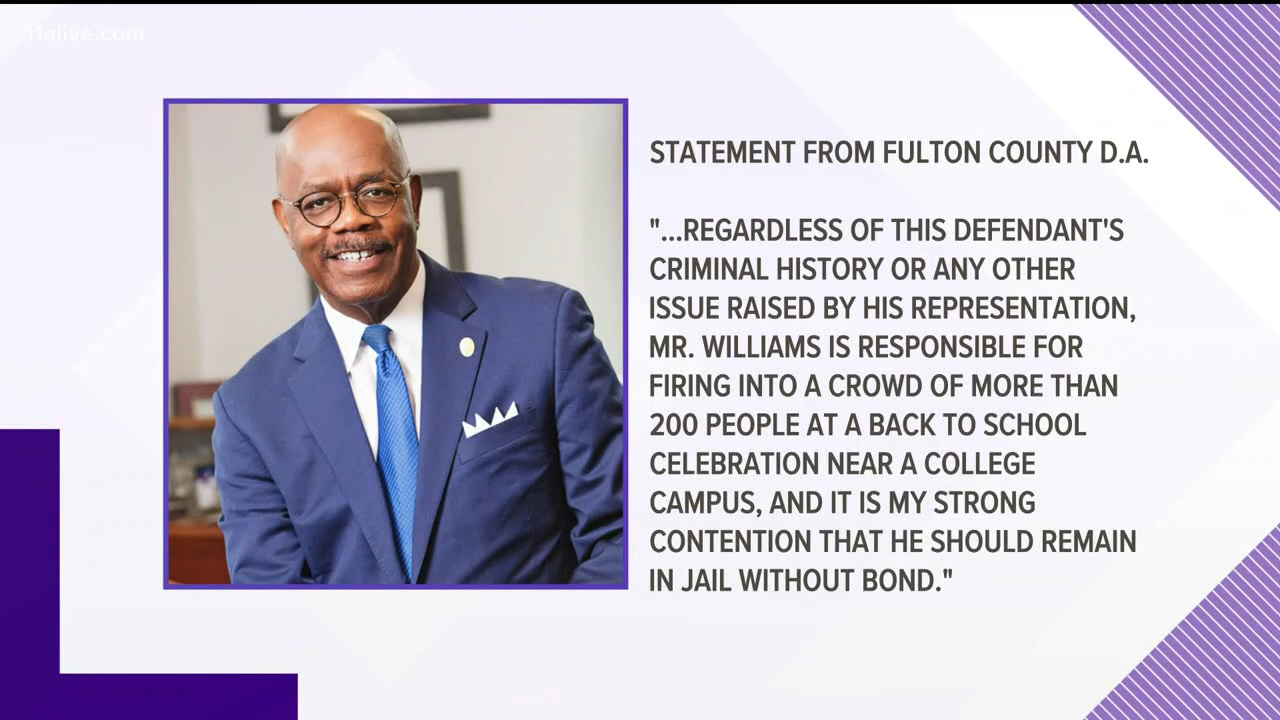 11alive.com
STATEMENT FROM FULTON COUNTY D.A.
"...REGARDLESS OF THIS DEFENDANT'S
CRIMINAL HISTORY OR ANY OTHER
ISSUE RAISED BY HIS REPRESENTATION,
MR. WILLIAMS IS RESPONSIBLE FOR
FIRING INTO A CROWD OF MORE THAN
200 PEOPLE AT A BACK TO SCHOOL
CELEBRATION NEAR A COLLEGE
CAMPUS, AND IT IS MY STRONG
CONTENTION THAT HE SHOULD REMAIN
IN JAIL WITHOUT BOND."